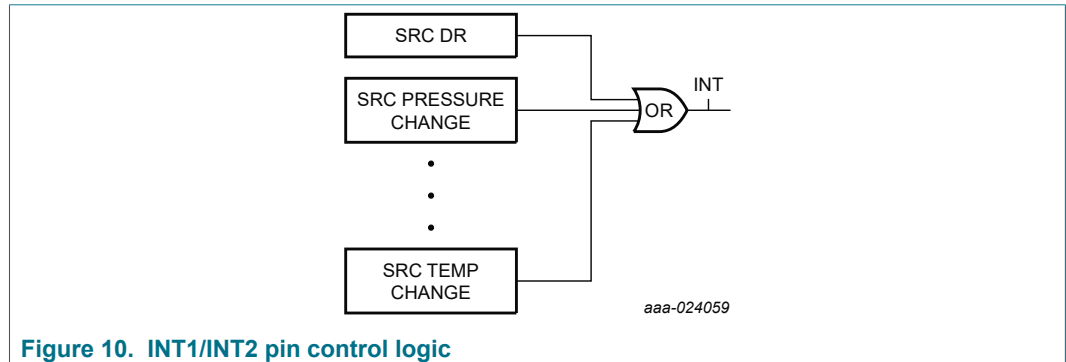 SRC DR
SRC PRESSURE
CHANGE
INT
OR
SRC TEMP
CHANGE
aaa-024059
Figure 10. INT1/INT2 pin control logic